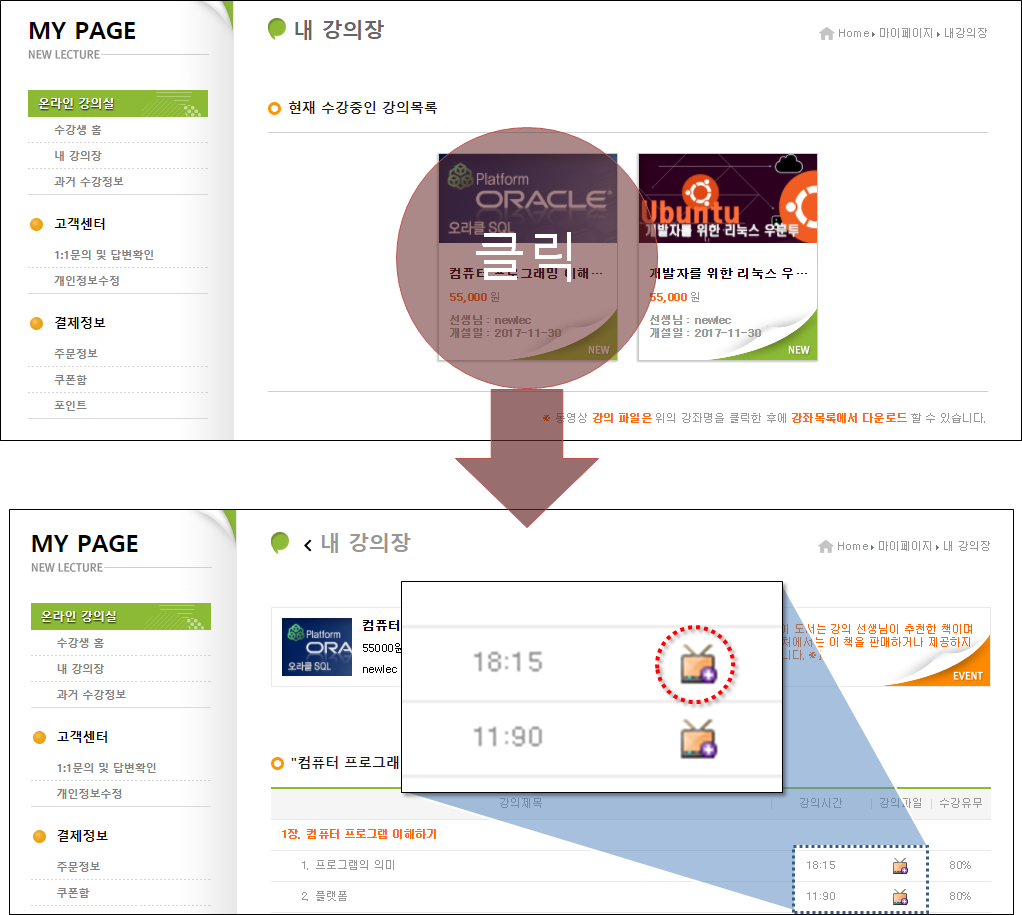 MY PAGE
NEW LECTURE
온라인 강의실
수강생 홈
내 강의장
과거 수강정보
고객센터
1:1문의 및 답변확인
개인정보수정
결제정보
주문정보
쿠폰함
포인트
내 강의장
Home 마이페이지 내강의장
현재 수강중인 강의목록
Platform
ORACLE
오라클 SQL
컴퓨터 프로그래밍 이해…
55,000 원
선생님 : newlec
개설일 : 2017-11-30
NEW
클릭
Ubuntu
개발자를 위한 리눅스 우분투
개발자를 위한 리눅스 우…
55,000 원
선생님 : newlec
개설일 : 2017-11-30
NEW
* 동영상 강의 파일은 위의 강좌명을 클릭한 후에 강좌목록에서 다운로드 할 수 있습니다.
MY PAGE
NEW LECTURE
온라인 강의실
수강생 홈
내 강의장
과거 수강정보
고객센터
1:1문의 및 답변확인
개인정보수정
결제정보
주문정보
쿠폰함
< 내 강의장
Home 마이페이지 내 강의장
Platform
ORA
오라클 SQL
컴퓨터
55000원
newlec
도서는 강의 선생님이 추천한 책이며
에서는 이 책을 판매하거나 제공하지
니다. *
EVENT
18:15
11:90
"컴퓨터 프로그래
강의제목 강의시간 강의파일 수강유무
1장. 컴퓨터 프로그램 이해하기
1. 프로그램의 의미 18:15 80%
2. 플랫폼 11:90 80%